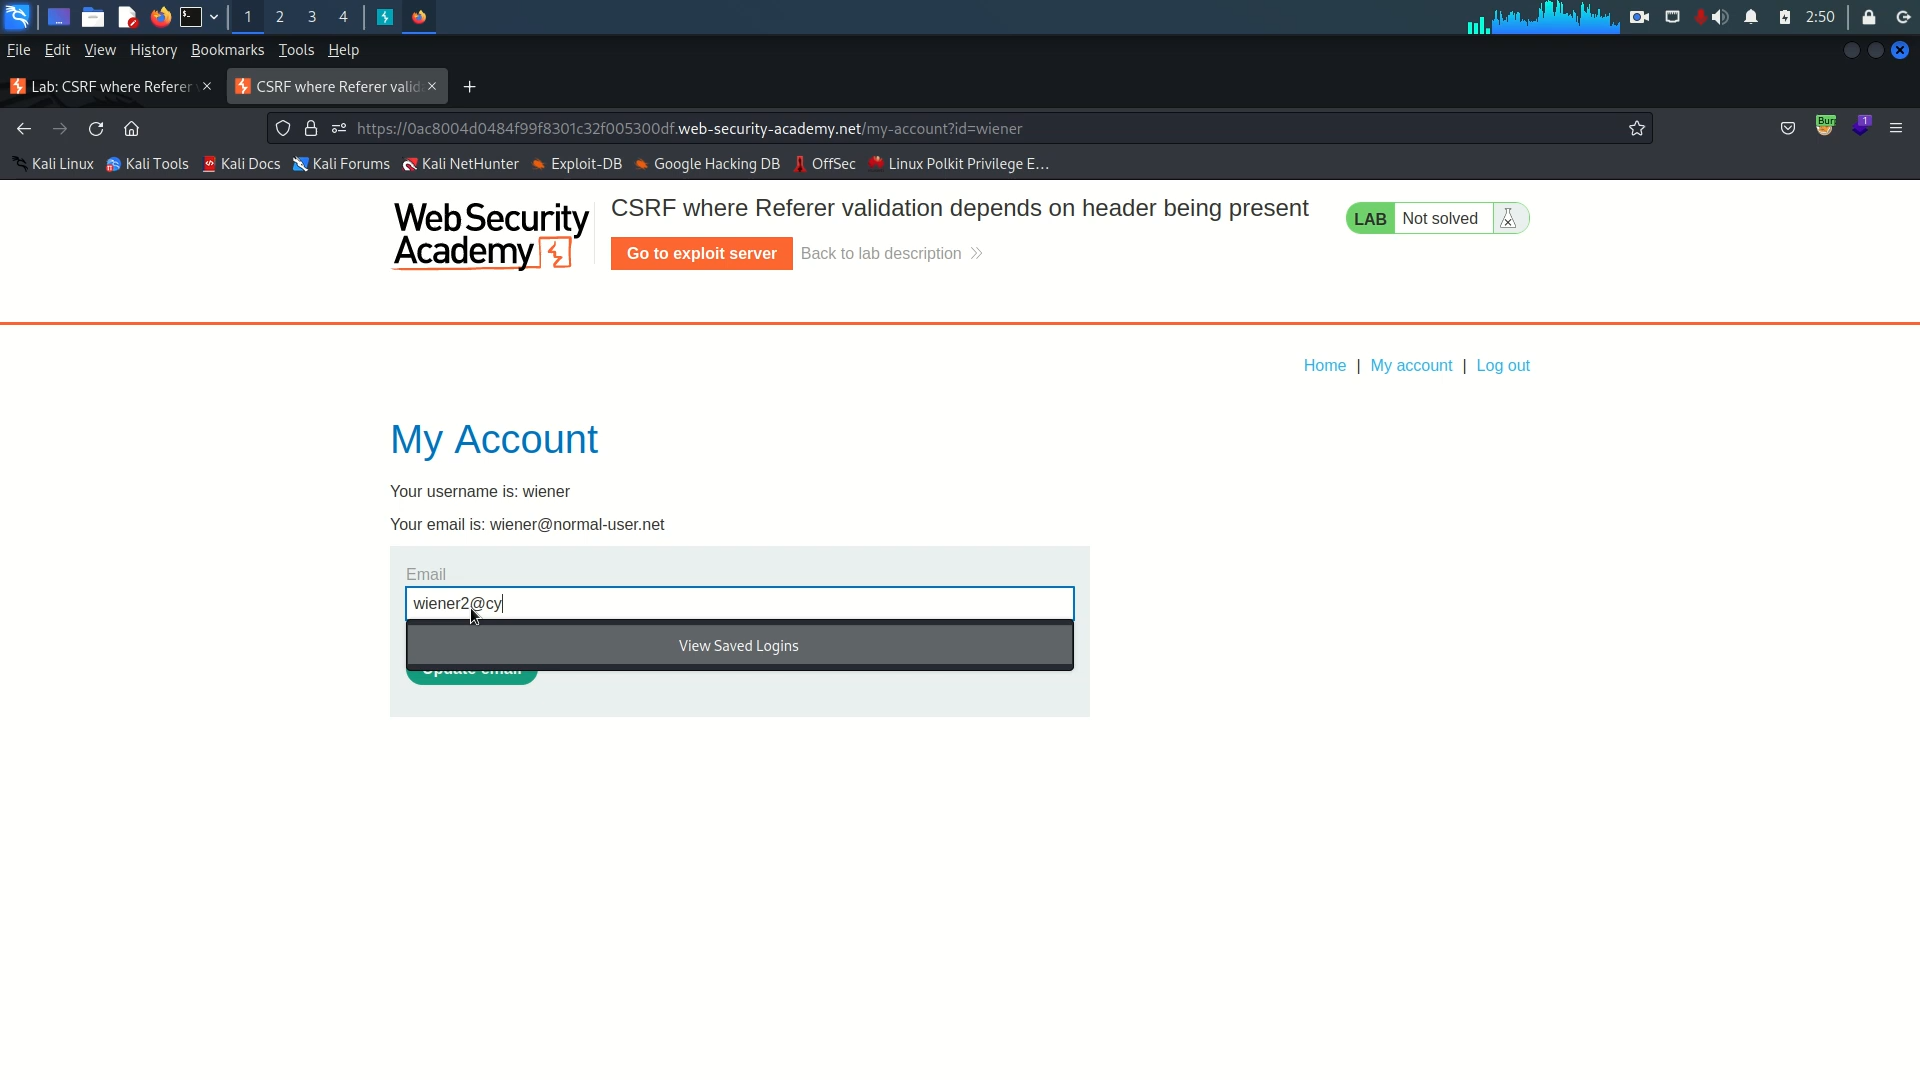 1 2 3 4 2:50
File Edit View History Bookmarks Tools Help
Lab: CSRF where Referer
CSRF where Referer valid
https://0ac8004d0484f99f8301c32f005300df.web-security-academy.net/my-account?id=wiener
Bur
1
Kali Linux Kali Tools Kali Docs Kali Forums Kali NetHunter Exploit-DB Google Hacking DB OffSec Linux Polkit Privilege E...
WebSecurity
Academy
CSRF where Referer validation depends on header being present
Go to exploit server
Back to lab description
LAB Not solved
Home | My account | Log out
My Account
Your username is: wiener
Your email is: wiener@normal-user.net
Email
wiener2@cy
View Saved Logins
Update email